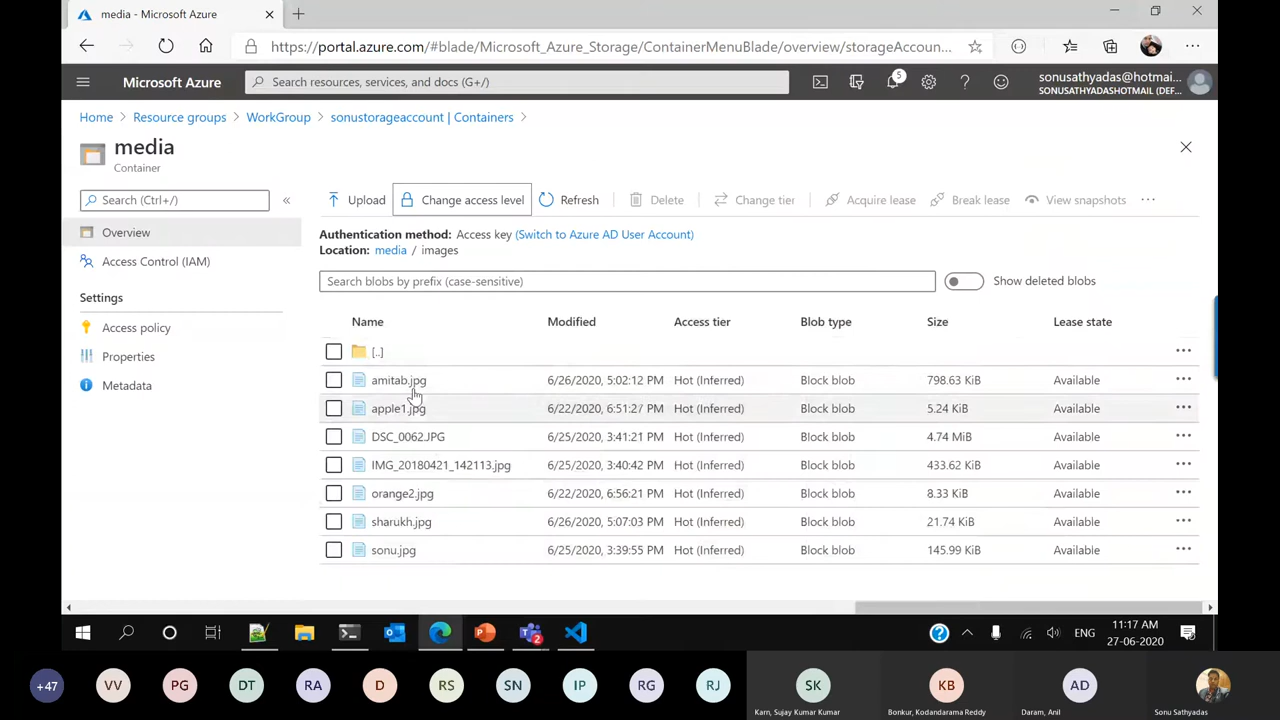 media - Microsoft Azure
https://portal.azure.com/#blade/Microsoft_Azure_Storage/ContainerMenuBlade/overview/storageAccoun...
Microsoft Azure
Search resources, services, and docs (G+/)
5
sonusathyadas@hotmai...
SONUSATHYADASHOTMAIL (DEF...
Home > Resource groups > WorkGroup > sonustorageaccount | Containers >
media
Container
Search (Ctrl+/)
«
Upload
Change access level
Refresh
Delete
Change tier
Acquire lease
Break lease
View snapshots
...
Overview
Access Control (IAM)
Settings
Access policy
Properties
Metadata
Authentication method: Access key (Switch to Azure AD User Account)
Location: media / images
Search blobs by prefix (case-sensitive)
Show deleted blobs
Name Modified Access tier Blob type Size Lease state
[..]
amitab.jpg 6/26/2020, 5:02:12 PM Hot (Inferred) Block blob 798.63 KiB Available
apple1.jpg 6/22/2020, 6:51:27 PM Hot (Inferred) Block blob 5.24 KiB Available
DSC_0062.JPG 6/25/2020, 3:41:21 PM Hot (Inferred) Block blob 4.74 MiB Available
IMG_20180421_142113.jpg 6/25/2020, 3:40:42 PM Hot (Inferred) Block blob 433.62 KiB Available
orange2.jpg 6/22/2020, 6:56:21 PM Hot (Inferred) Block blob 8.33 KiB Available
sharukh.jpg 6/26/2020, 5:07:03 PM Hot (Inferred) Block blob 21.74 KiB Available
sonu.jpg 6/25/2020, 3:39:55 PM Hot (Inferred) Block blob 145.99 KiB Available
2
ENG
11:17 AM
27-06-2020
+47
VV
PG
DT
RA
D
RS
SN
IP
RG
RJ
SK
KB
AD
Karn, Sujay Kumar Kumar
Bonkur, Kodandarama Reddy
Daram, Anil
Sonu Sathyadas